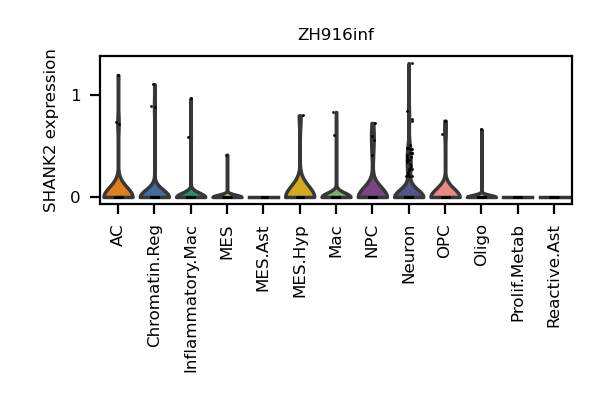 ZH916inf
SHANK2 expression
1
0
AC
Chromatin.Reg
Inflammatory.Mac
MES
MES.Ast
MES.Hyp
Mac
NPC
Neuron
OPC
Oligo
Prolif.Metab
Reactive.Ast